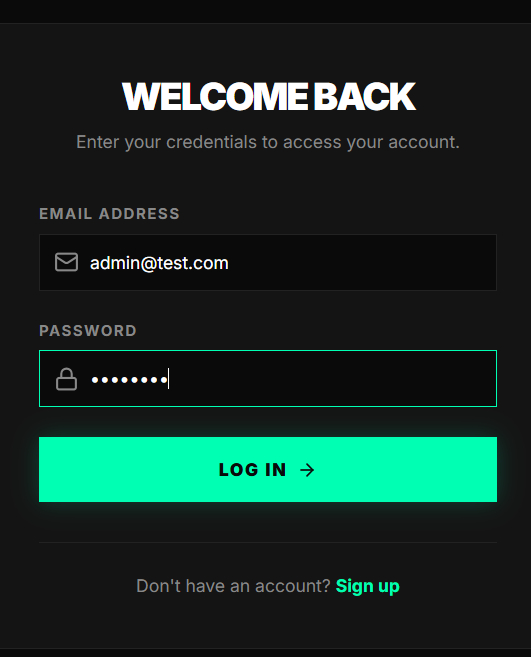 WELCOME BACK
Enter your credentials to access your account.
EMAIL ADDRESS
admin@test.com
PASSWORD
••••••••
LOG IN →
Don't have an account? Sign up